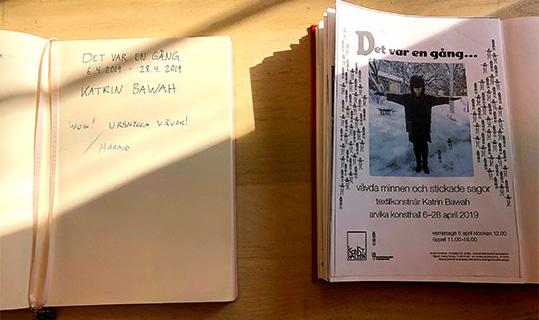 DET VAR EN GÅNG
6.4.2019 - 28.4.2019
KATRIN BAWAH
WOW! URSNYGGA VÄVAR!
/HARALD
Det var en gång...
vävda minnen och stickade sagor
textilkonstnär Katrin Bawah
arvika konsthall 6–28 april 2019
vernissage 6 april klockan 12.00
öppet 11.00–16.00